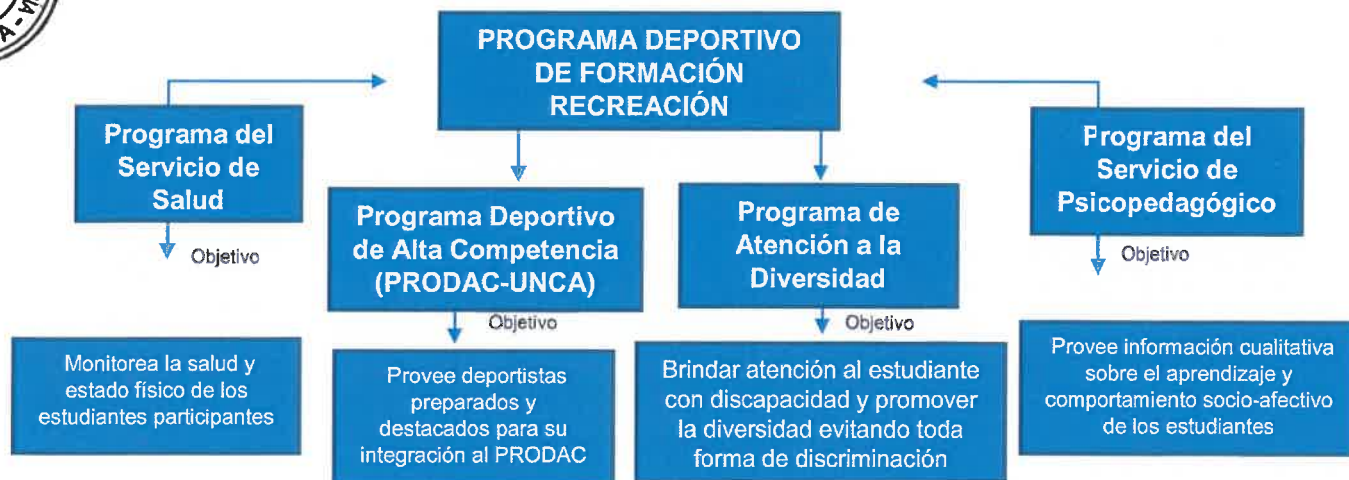 PROGRAMA DEPORTIVO
DE FORMACIÓN
RECREACIÓN
Programa del
Servicio de
Salud
Objetivo
Monitorea la salud y
estado físico de los
estudiantes participantes
Programa Deportivo
de Alta Competencia
(PRODAC-UNCA)
Objetivo
Provee deportistas
preparados y
destacados para su
integración al PRODAC
Programa de
Atención a la
Diversidad
Objetivo
Brindar atención al estudiante
con discapacidad y promover
la diversidad evitando toda
forma de discriminación
Programa del
Servicio de
Psicopedagógico
Objetivo
Provee información cualitativa
sobre el aprendizaje y
comportamiento socio-afectivo
de los estudiantes